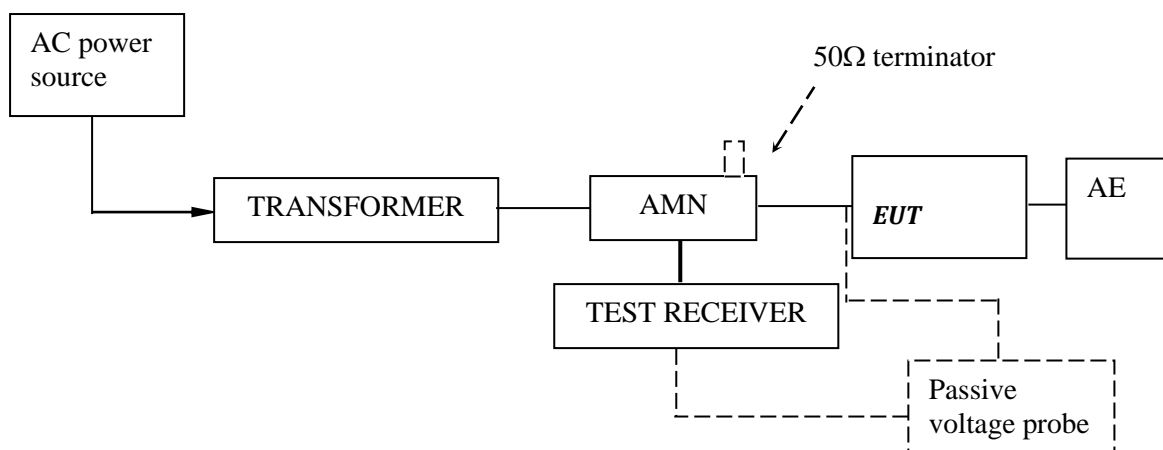 AC power
source
50Ω terminator
TRANSFORMER
AMN
EUT
AE
TEST RECEIVER
Passive
voltage probe